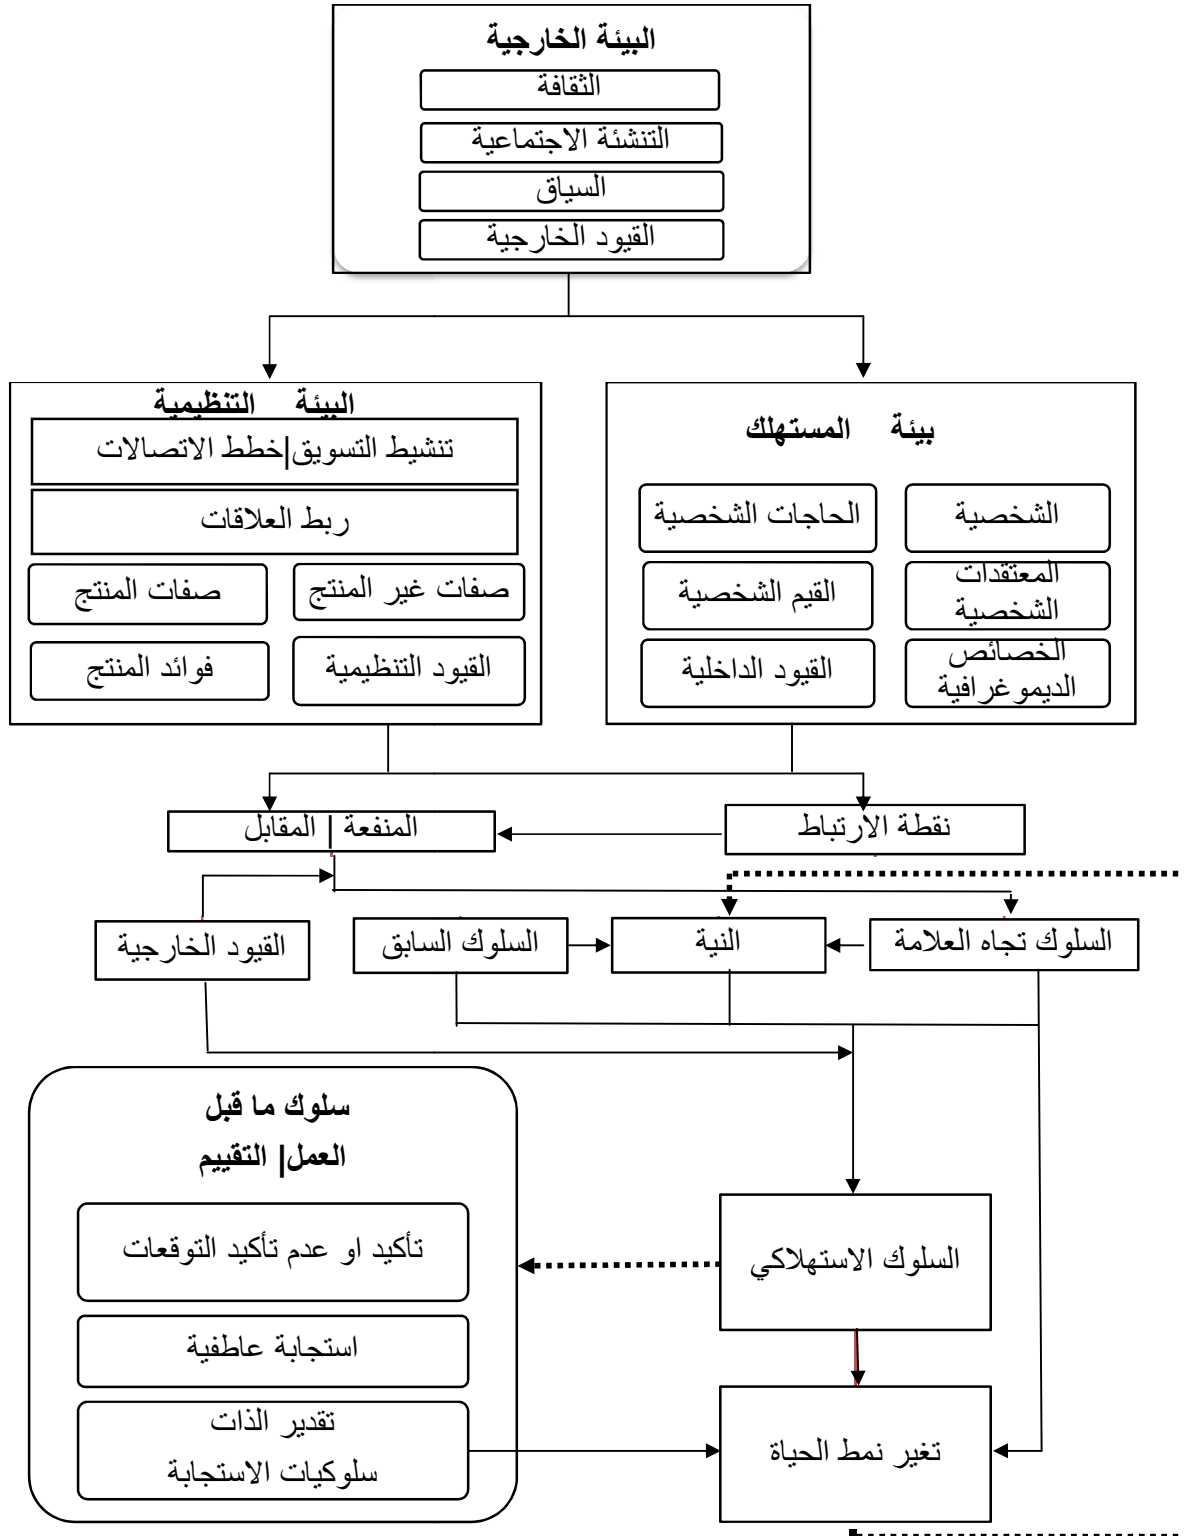 البيئة الخارجية
الثقافة
التنشئة الاجتماعية
السياق
القيود الخارجية
بيئة المستهلك
الشخصية
الحاجات الشخصية
المعتقدات
الشخصية
القيم الشخصية
الخصائص
الديموغرافية
القيود الداخلية
البيئة التنظيمية
تنشيط التسويق|خطط الاتصالات
ربط العلاقات
صفات غير المنتج
صفات المنتج
القيود التنظيمية
فوائد المنتج
نقطة الارتباط
المنفعة | المقابل
السلوك تجاه العلامة
النية
السلوك السابق
القيود الخارجية
سلوك ما قبل
العمل| التقييم
تأكيد او عدم تأكيد التوقعات
استجابة عاطفية
تقدير الذات
سلوكيات الاستجابة
السلوك الاستهلاكي
تغير نمط الحياة